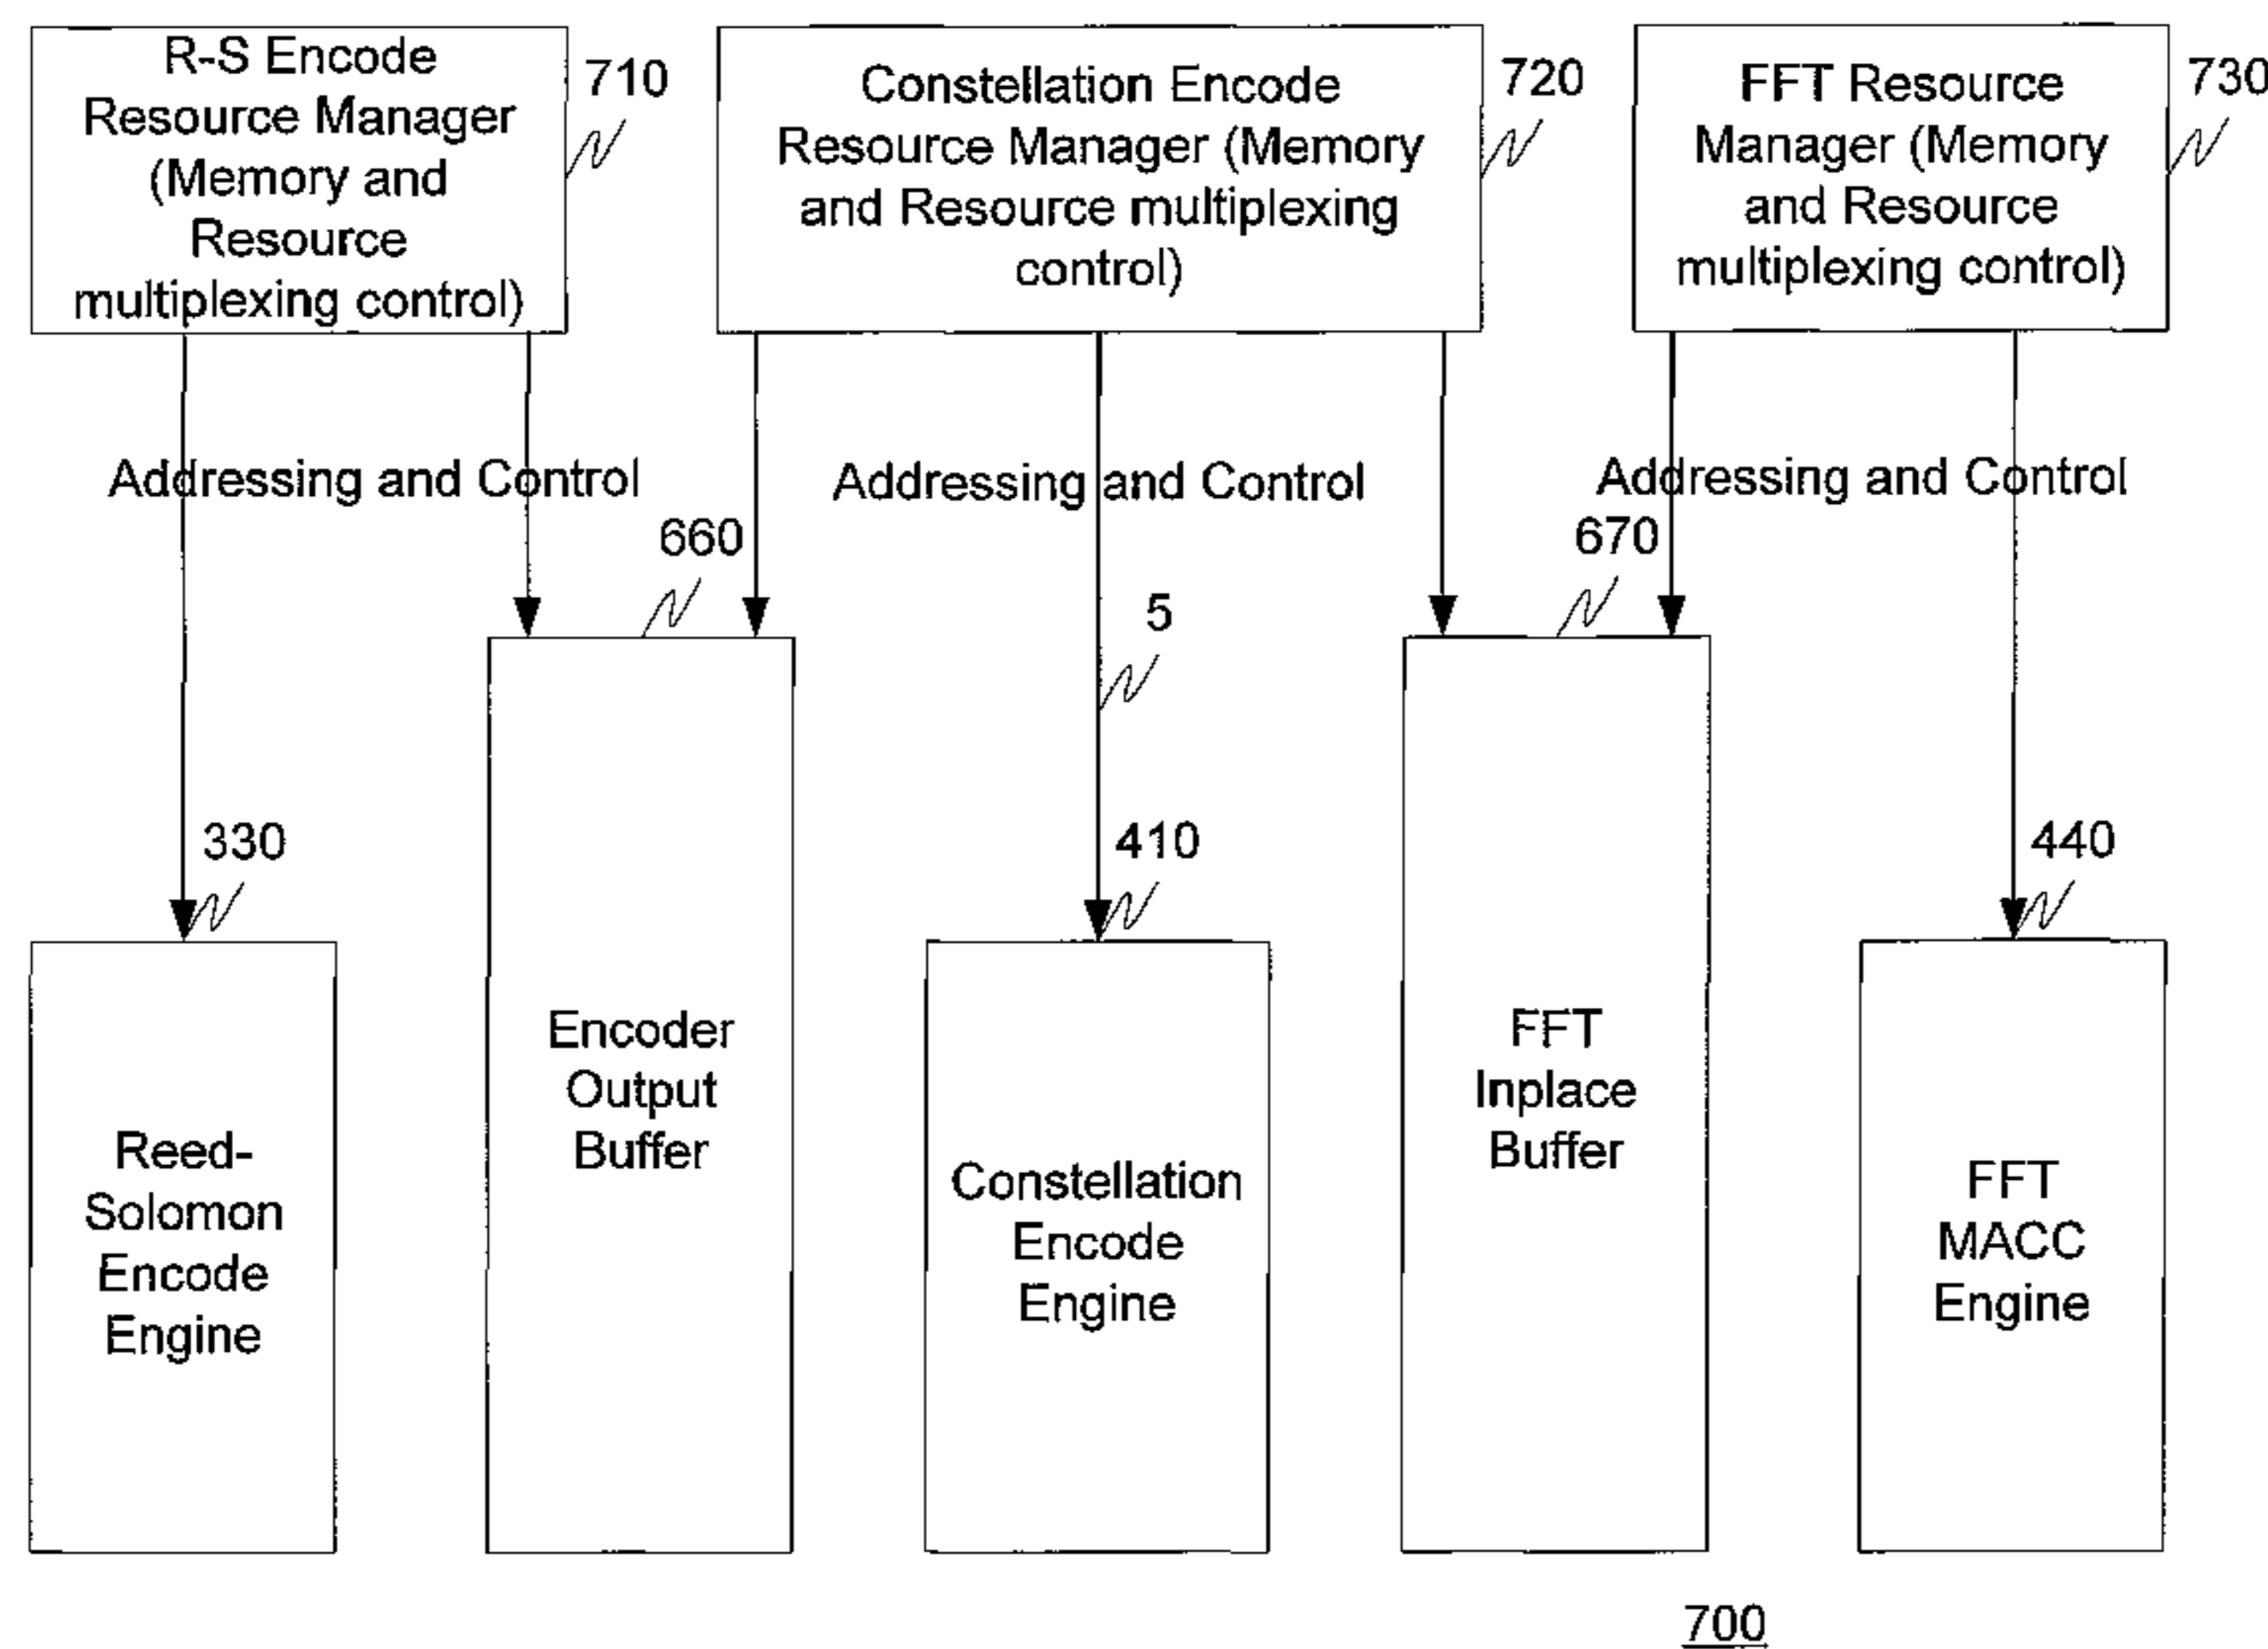 R-S Encode
Resource Manager
(Memory and
Resource
multiplexing control)
710
Constellation Encode
Resource Manager (Memory
and Resource multiplexing
control)
720
FFT Resource
Manager (Memory
and Resource
multiplexing control)
730
Addressing and Control
Addressing and Control
Addressing and Control
660
670
5
330
410
440
Reed-
Solomon
Encode
Engine
Encoder
Output
Buffer
Constellation
Encode
Engine
FFT
Inplace
Buffer
FFT
MACC
Engine
700